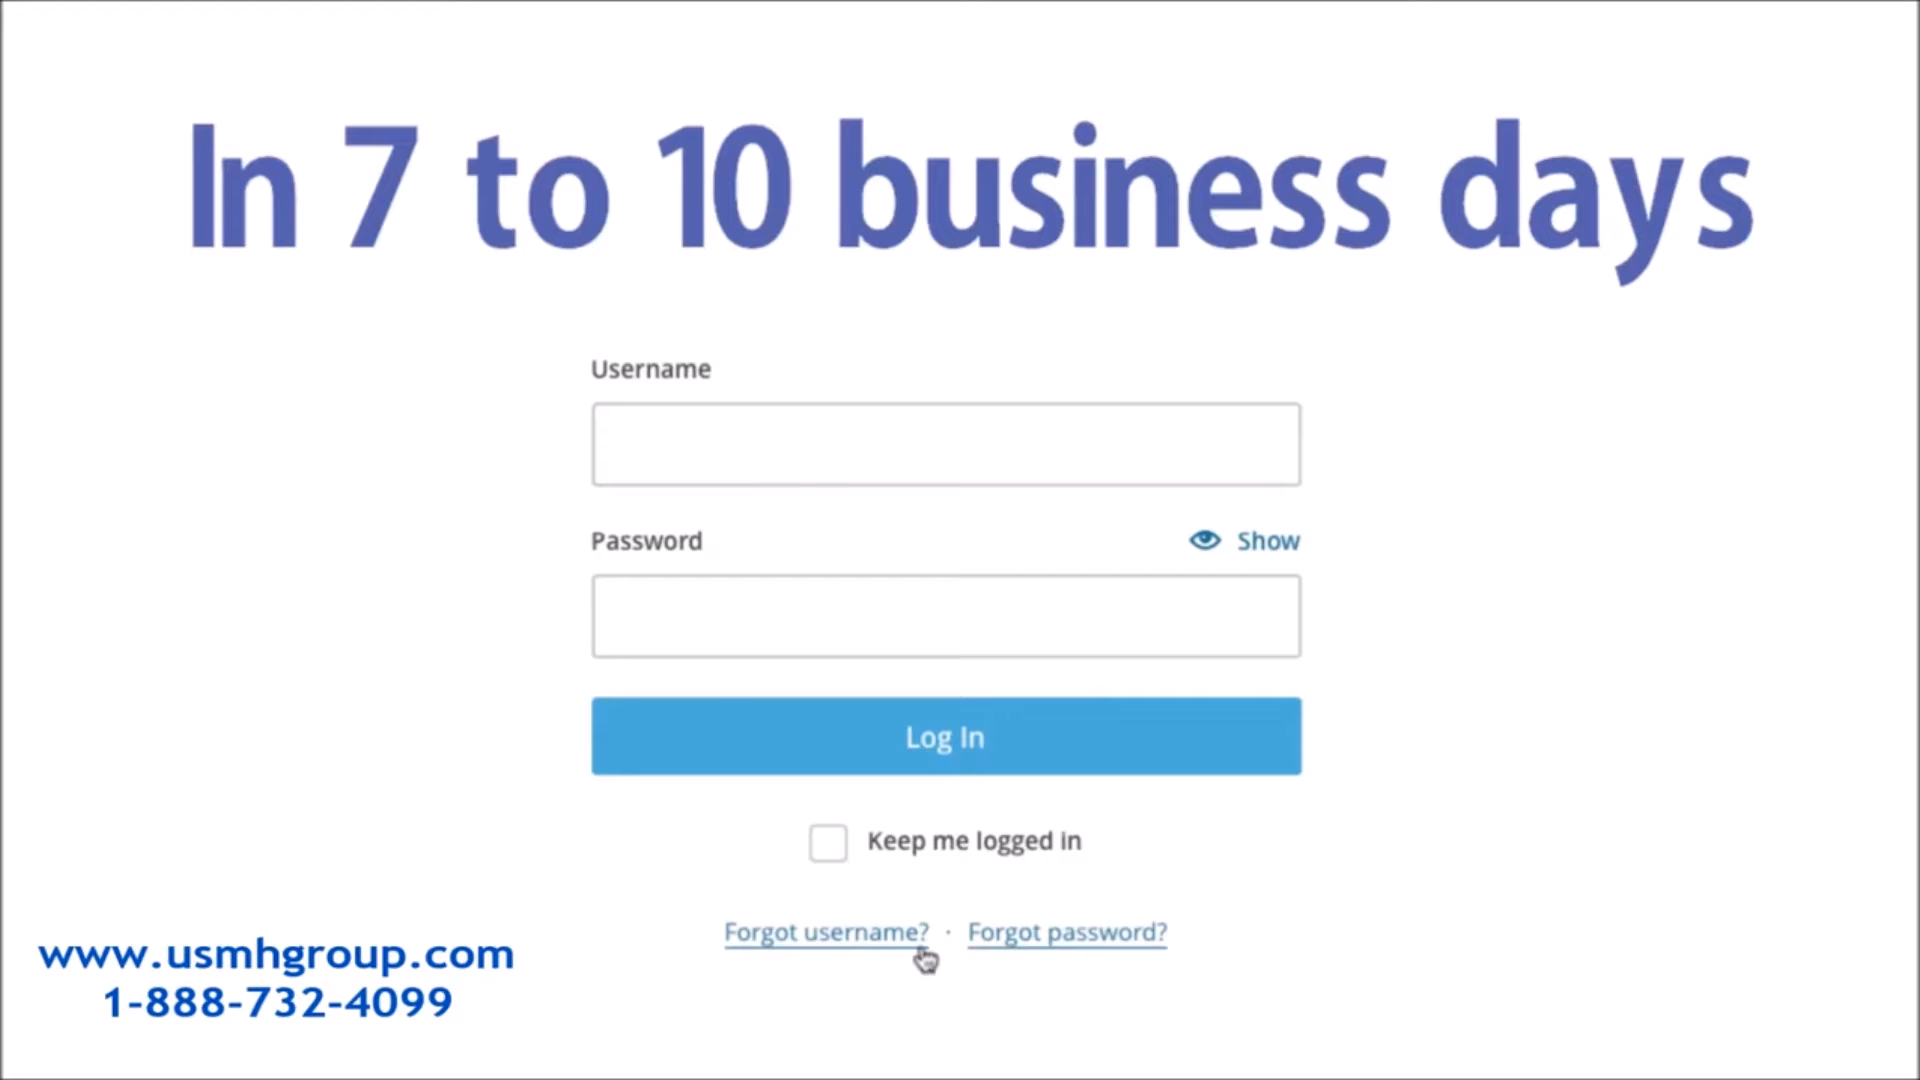 In 7 to 10 business days
Username
Password
Show
Log In
Keep me logged in
Forgot username? · Forgot password?
www.usmhgroup.com
1-888-732-4099